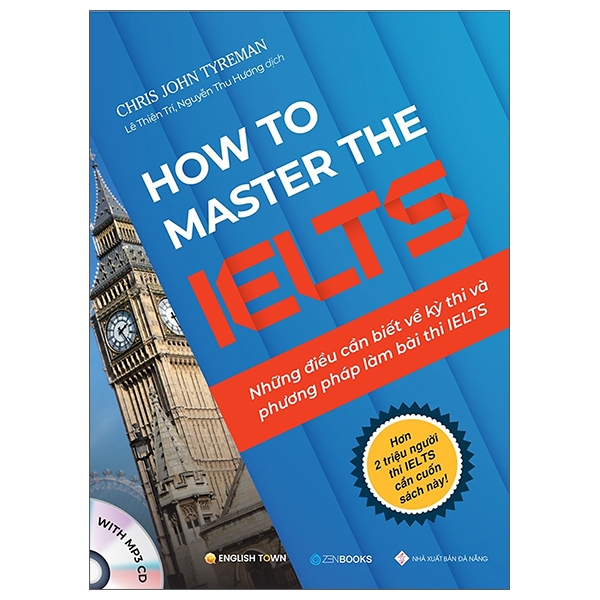 CHRIS JOHN TYREMAN
Lê Thiện Trí, Nguyễn Thu Hương dịch
HOW TO
MASTER THE
IELTS
Những điều cần biết về kỳ thi và
phương pháp làm bài thi IELTS
Hơn
2 triệu người
thi IELTS
cần cuốn
sách này!
WITH MP3 CD
ENGLISH TOWN
ZENBOOKS
NHÀ XUẤT BẢN ĐÀ NẴNG